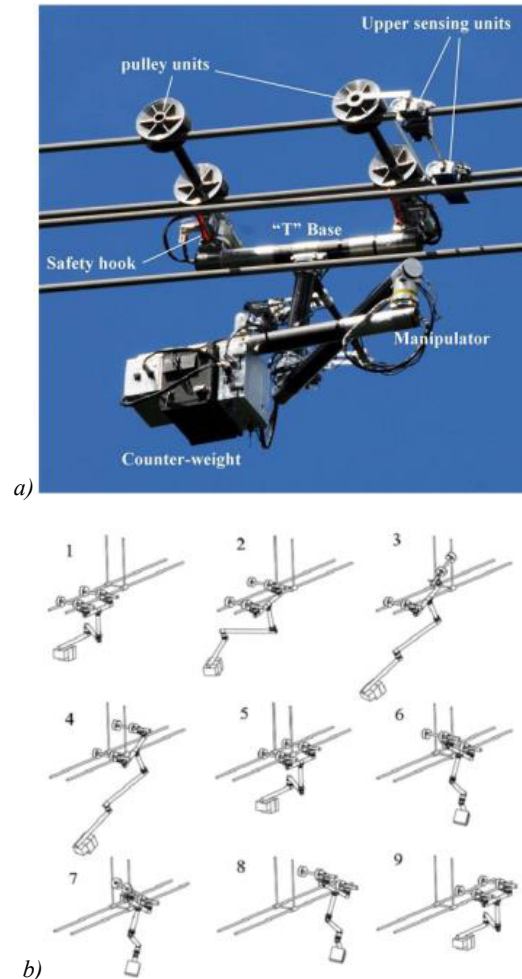 Upper sensing units
pulley units
"T" Base
Safety hook
Manipulator
Counter-weight
a)
1 2 3
4 5 6
7 8 9
b)